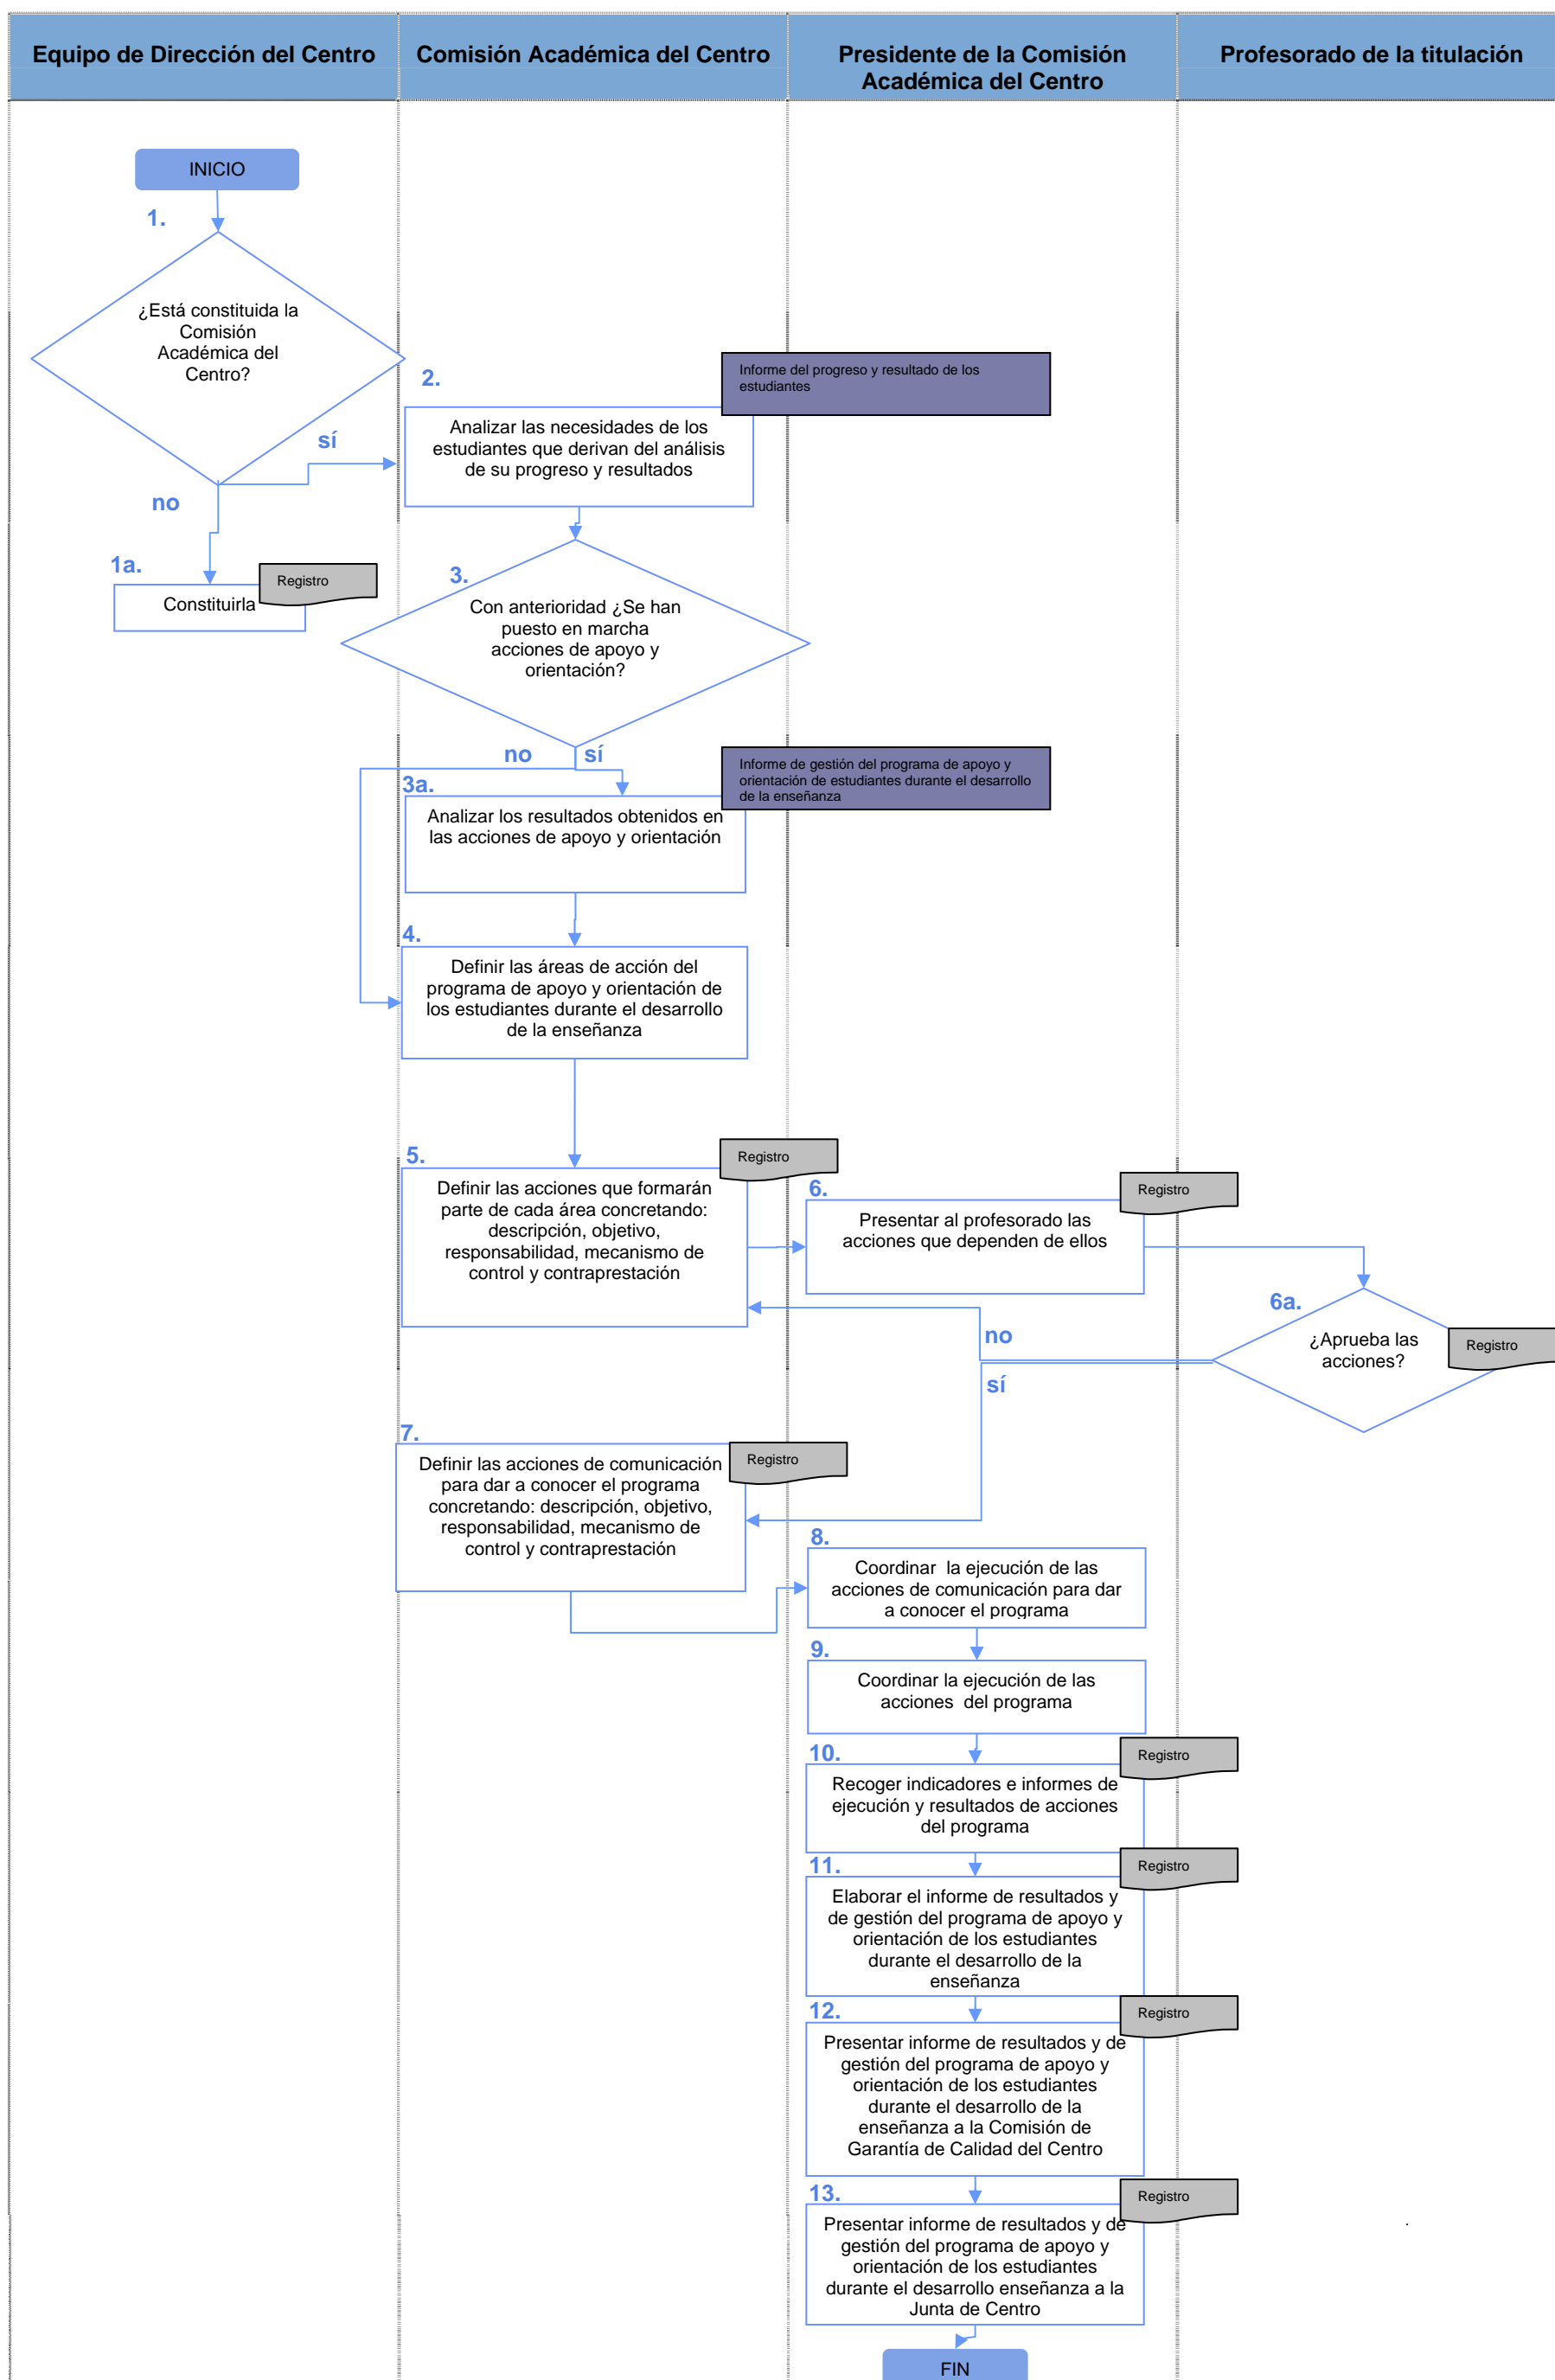 Equipo de Dirección del Centro
Comisión Académica del Centro
Presidente de la Comisión
Académica del Centro
Profesorado de la titulación
INICIO
1.
¿Está constituida la
Comisión
Académica del
Centro?
sí
no
1a.
Constituirla
Registro
2.
Informe del progreso y resultado de los
estudiantes
Analizar las necesidades de los
estudiantes que derivan del análisis
de su progreso y resultados
3.
Con anterioridad ¿Se han
puesto en marcha
acciones de apoyo y
orientación?
no
sí
3a.
Informe de gestión del programa de apoyo y
orientación de estudiantes durante el desarrollo
de la enseñanza
Analizar los resultados obtenidos en
las acciones de apoyo y orientación
4.
Definir las áreas de acción del
programa de apoyo y orientación de
los estudiantes durante el desarrollo
de la enseñanza
5.
Registro
Definir las acciones que formarán
parte de cada área concretando:
descripción, objetivo,
responsabilidad, mecanismo de
control y contraprestación
6.
Registro
Presentar al profesorado las
acciones que dependen de ellos
6a.
¿Aprueba las
acciones?
Registro
no
sí
7.
Registro
Definir las acciones de comunicación
para dar a conocer el programa
concretando: descripción, objetivo,
responsabilidad, mecanismo de
control y contraprestación
8.
Coordinar la ejecución de las
acciones de comunicación para dar
a conocer el programa
9.
Coordinar la ejecución de las
acciones del programa
10.
Registro
Recoger indicadores e informes de
ejecución y resultados de acciones
del programa
11.
Registro
Elaborar el informe de resultados y
de gestión del programa de apoyo y
orientación de los estudiantes
durante el desarrollo de la
enseñanza
12.
Registro
Presentar informe de resultados y de
gestión del programa de apoyo y
orientación de los estudiantes
durante el desarrollo de la
enseñanza a la Comisión de
Garantía de Calidad del Centro
13.
Registro
Presentar informe de resultados y de
gestión del programa de apoyo y
orientación de los estudiantes
durante el desarrollo enseñanza a la
Junta de Centro
.
FIN